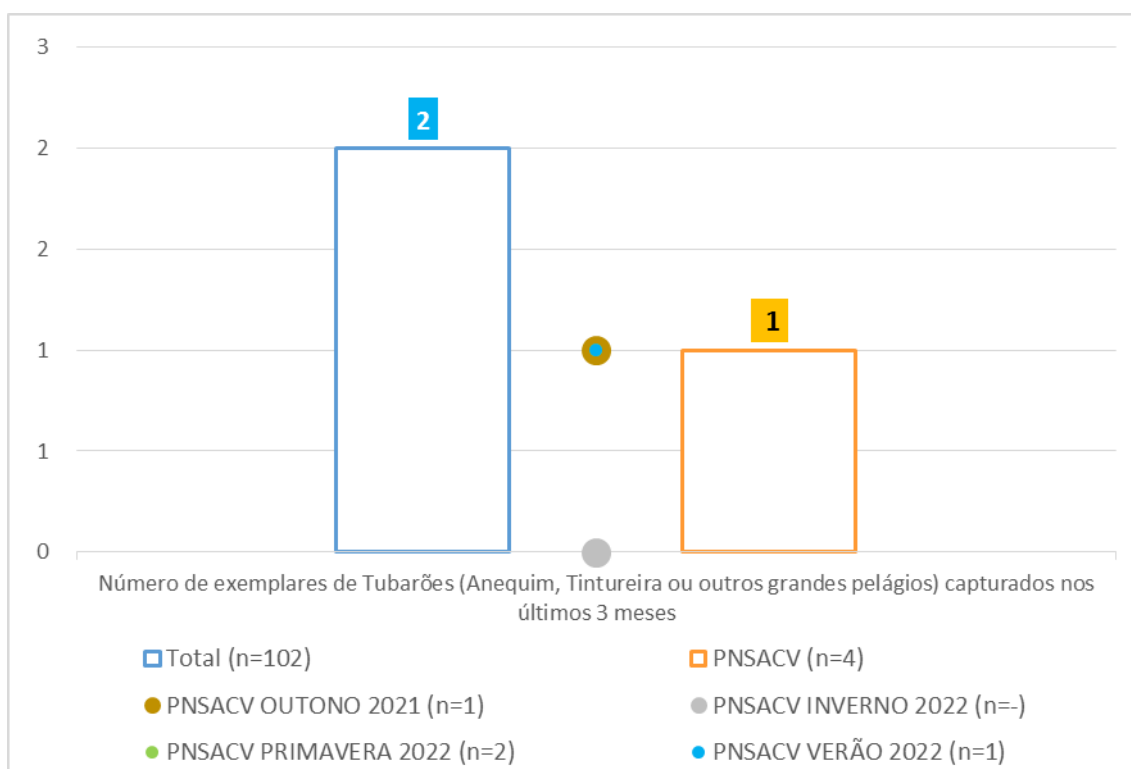 3
2
2
1
1
0
2
1
Número de exemplares de Tubarões (Anequim, Tintureira ou outros grandes pelágios) capturados nos
últimos 3 meses
Total (n=102)
PNSACV (n=4)
PNSACV OUTONO 2021 (n=1)
PNSACV INVERNO 2022 (n=-)
PNSACV PRIMAVERA 2022 (n=2)
PNSACV VERÃO 2022 (n=1)